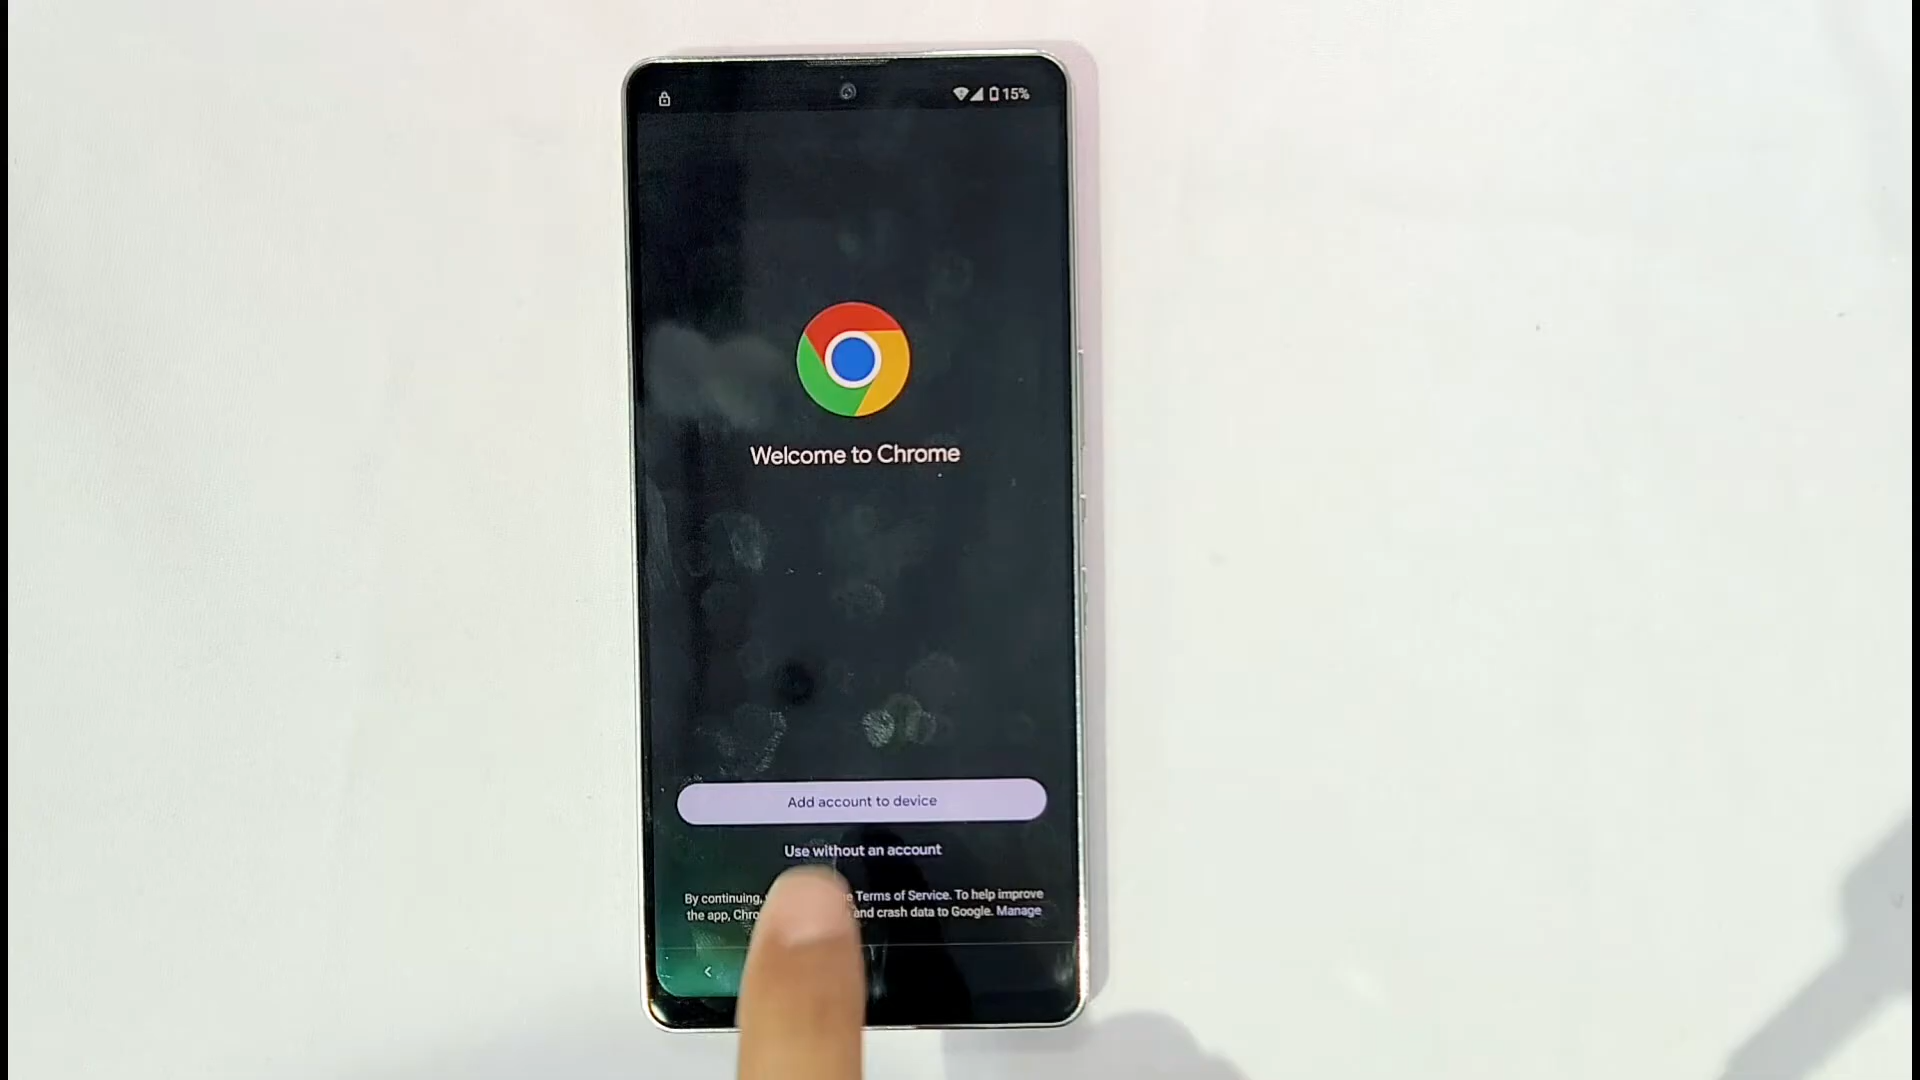 15%
Welcome to Chrome
Add account to device
Use without an account
By continuing, Terms of Service. To help improve
the app, and crash data to Google. Manage